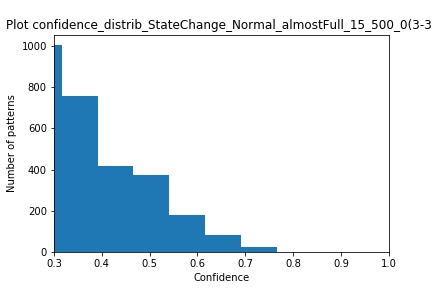 Plot confidence_distrib_StateChange_Normal_almostFull_15_500_0(3-3
1000
800
600
400
200
0
Number of patterns
0.3 0.4 0.5 0.6 0.7 0.8 0.9 1.0
Confidence